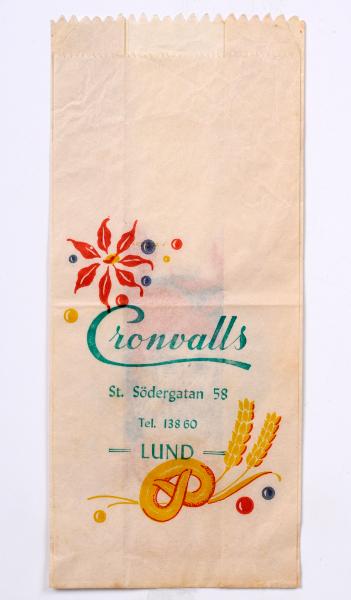 Cronvalls
St. Södergatan 58
Tel. 138 60
LUND